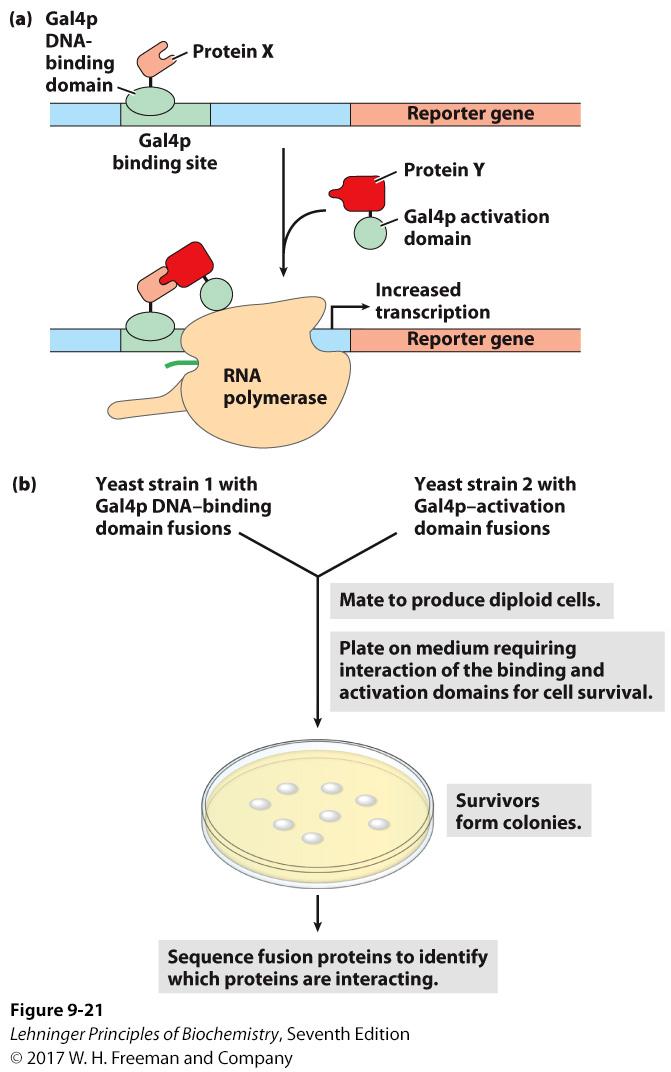 (a) Gal4p
DNA-
binding
domain
Protein X
Reporter gene
Gal4p
binding site
Protein Y
Gal4p activation
domain
Increased
transcription
Reporter gene
RNA
polymerase
(b)
Yeast strain 1 with
Gal4p DNA–binding
domain fusions
Yeast strain 2 with
Gal4p–activation
domain fusions
Mate to produce diploid cells.
Plate on medium requiring
interaction of the binding and
activation domains for cell survival.
Survivors
form colonies.
Sequence fusion proteins to identify
which proteins are interacting.
Figure 9-21
Lehninger Principles of Biochemistry, Seventh Edition
© 2017 W. H. Freeman and Company